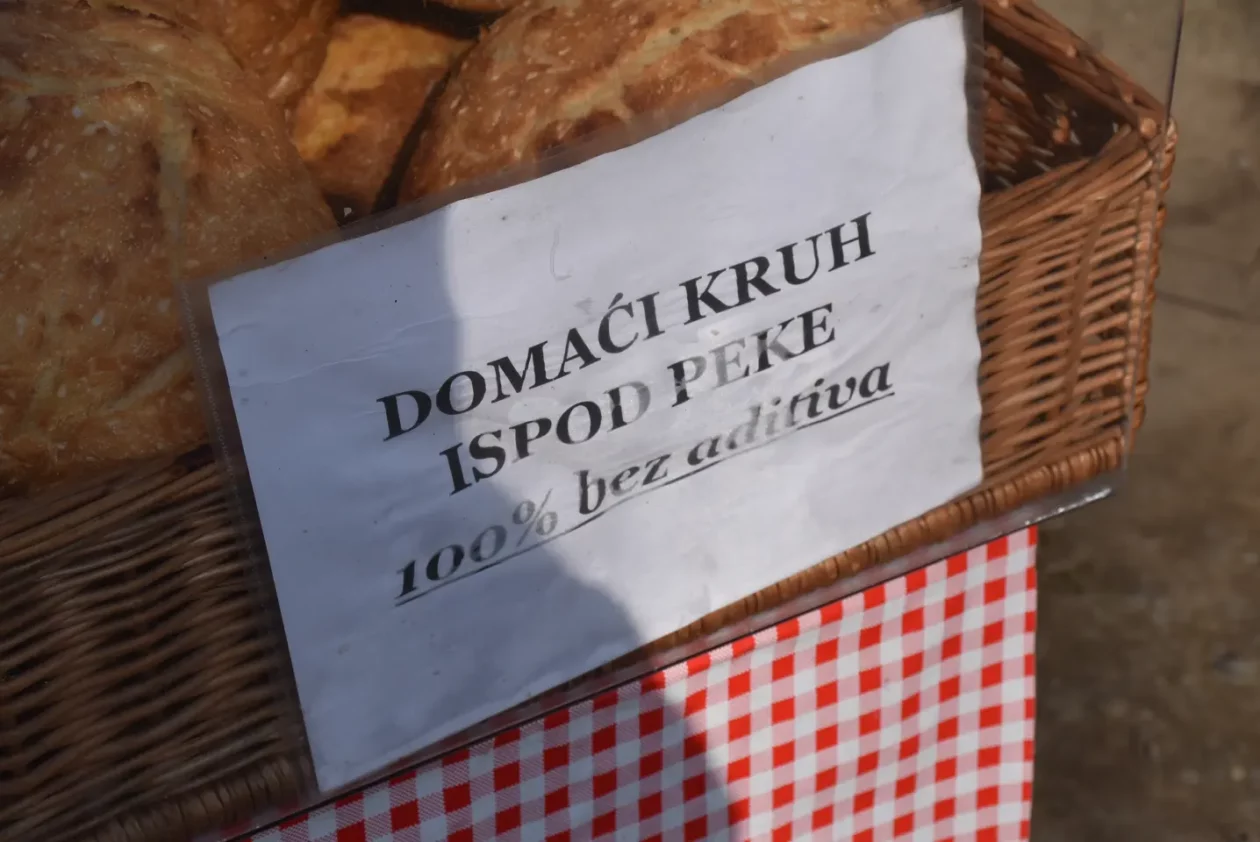 DOMAĆI KRUH
ISPOD PEKE
100% bez aditiva